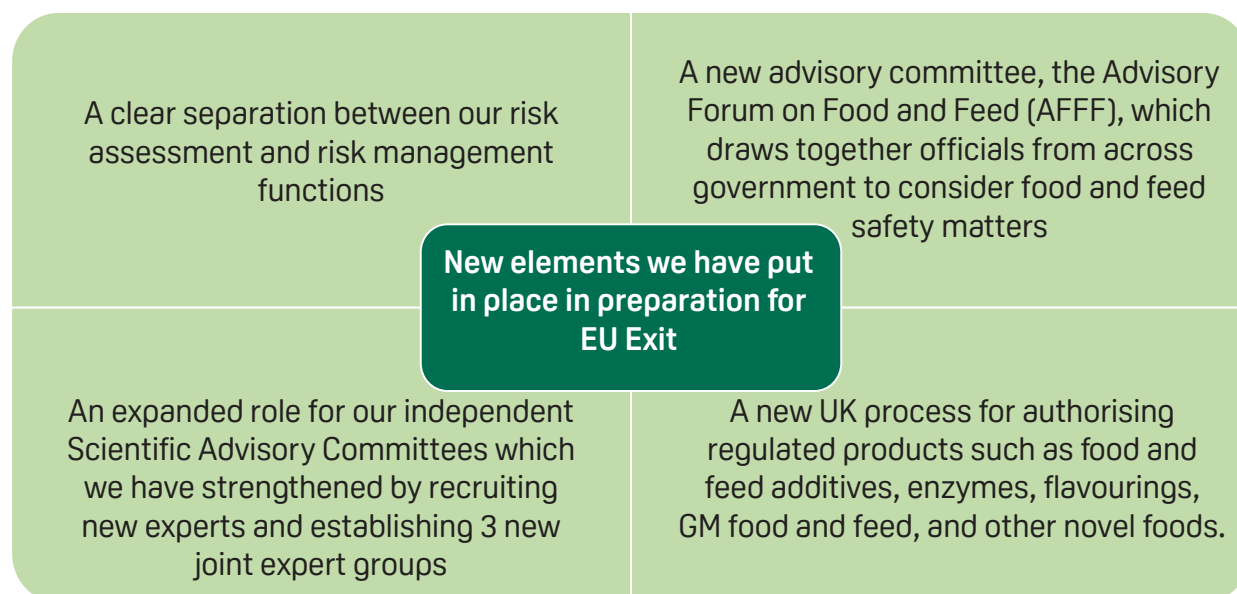 A clear separation between our risk
assessment and risk management
functions
A new advisory committee, the Advisory
Forum on Food and Feed (AFFF), which
draws together officials from across
government to consider food and feed
safety matters
New elements we have put
in place in preparation for
EU Exit
An expanded role for our independent
Scientific Advisory Committees which
we have strengthened by recruiting
new experts and establishing 3 new
joint expert groups
A new UK process for authorising
regulated products such as food and
feed additives, enzymes, flavourings,
GM food and feed, and other novel foods.